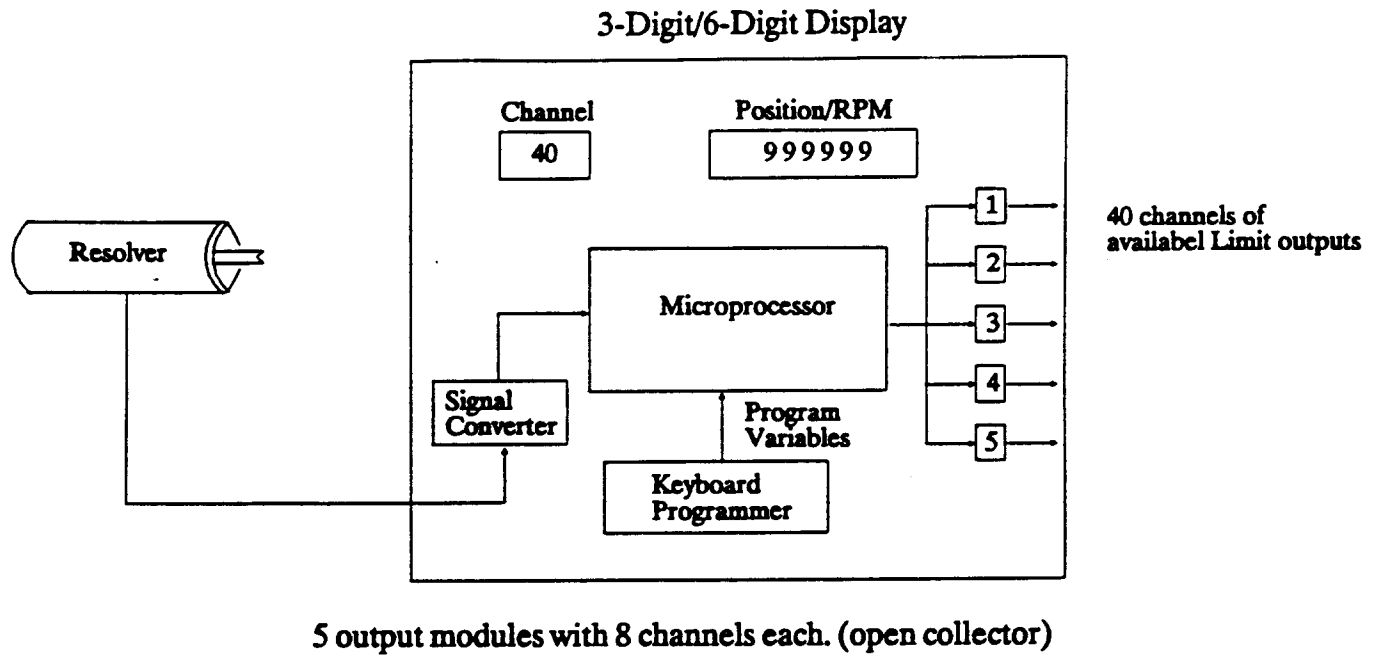 3-Digit/6-Digit Display
Channel
Position/RPM
40
999999
1
40 channels of
availabel Limit outputs
Resolver
2
Microprocessor
3
4
Signal
Converter
Program
Variables
5
Keyboard
Programmer
5 output modules with 8 channels each. (open collector)